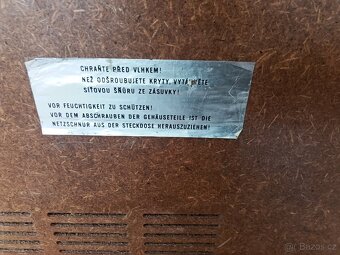 CHRAŇTE PŘED VLHKEM!
NEŽ ODŠROUBUJETE KRYTY, VYTÁHNĚTE
SÍŤOVOU ŠŇŮRU ZE ZÁSUVKY!
VOR FEUCHTIGKEIT ZU SCHÜTZEN!
VOR DEM ABSCHRAUBEN DER GEHÄUSETEILE IST DIE
NETZSCHNUR AUS DER STECKDOSE HERAUSZUZIEHEN!
sbazar.cz